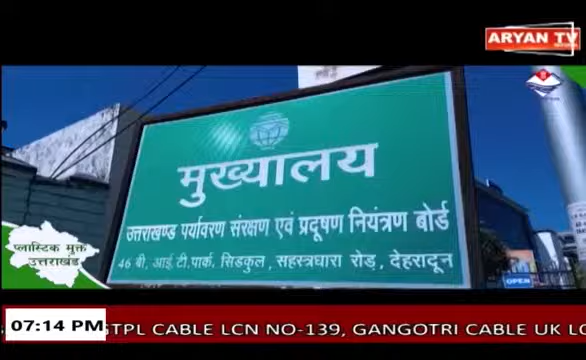 ARYAN TV
मुख्यालय
उत्तराखण्ड पर्यावरण संरक्षण एवं प्रदूषण नियंत्रण बोर्ड
46 बी, आई.टी.पार्क, सिडकुल, सहस्त्रधारा रोड़, देहरादून
प्लास्टिक मुक्त
उत्तराखंड
OPEN
07:14 PM STPL CABLE LCN NO-139, GANGOTRI CABLE UK LC